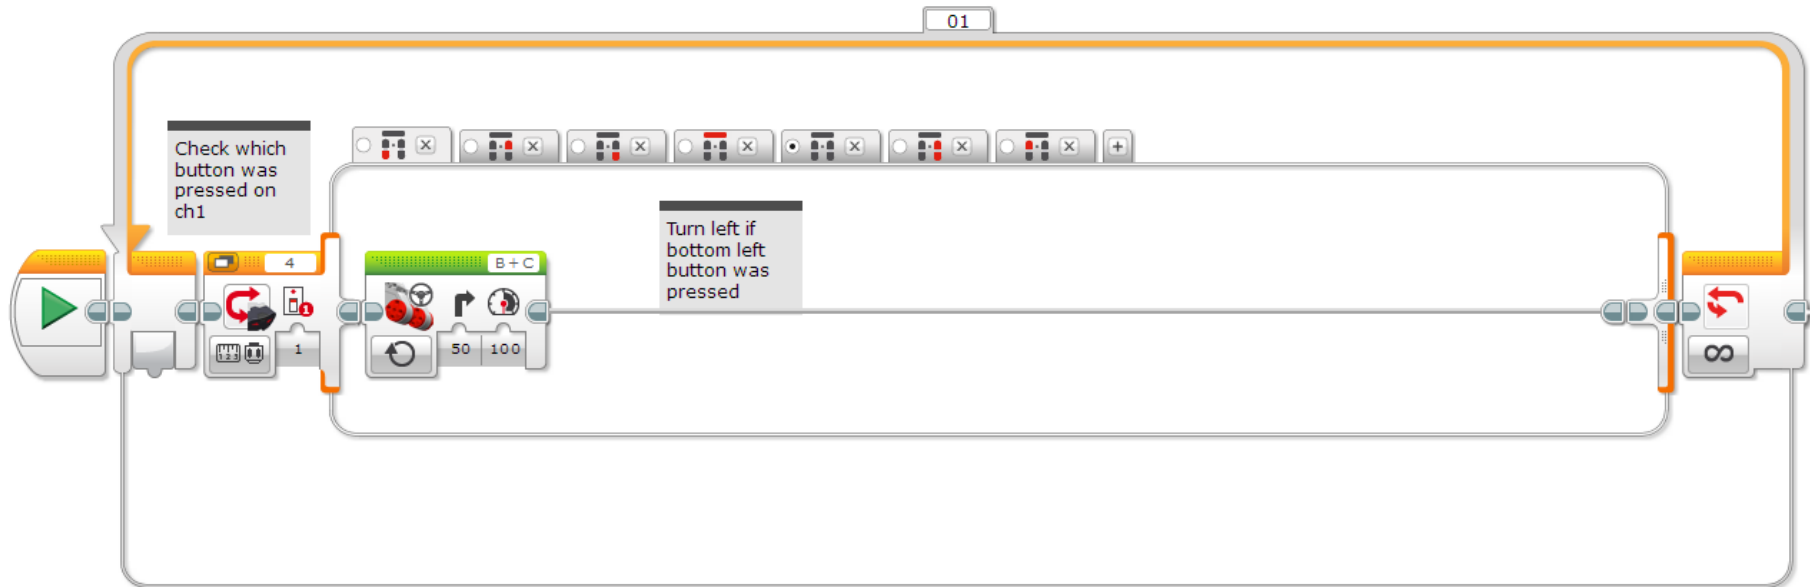 01
Check which
button was
pressed on
ch1
Turn left if
bottom left
button was
pressed
4
1
B+C
1
50 100